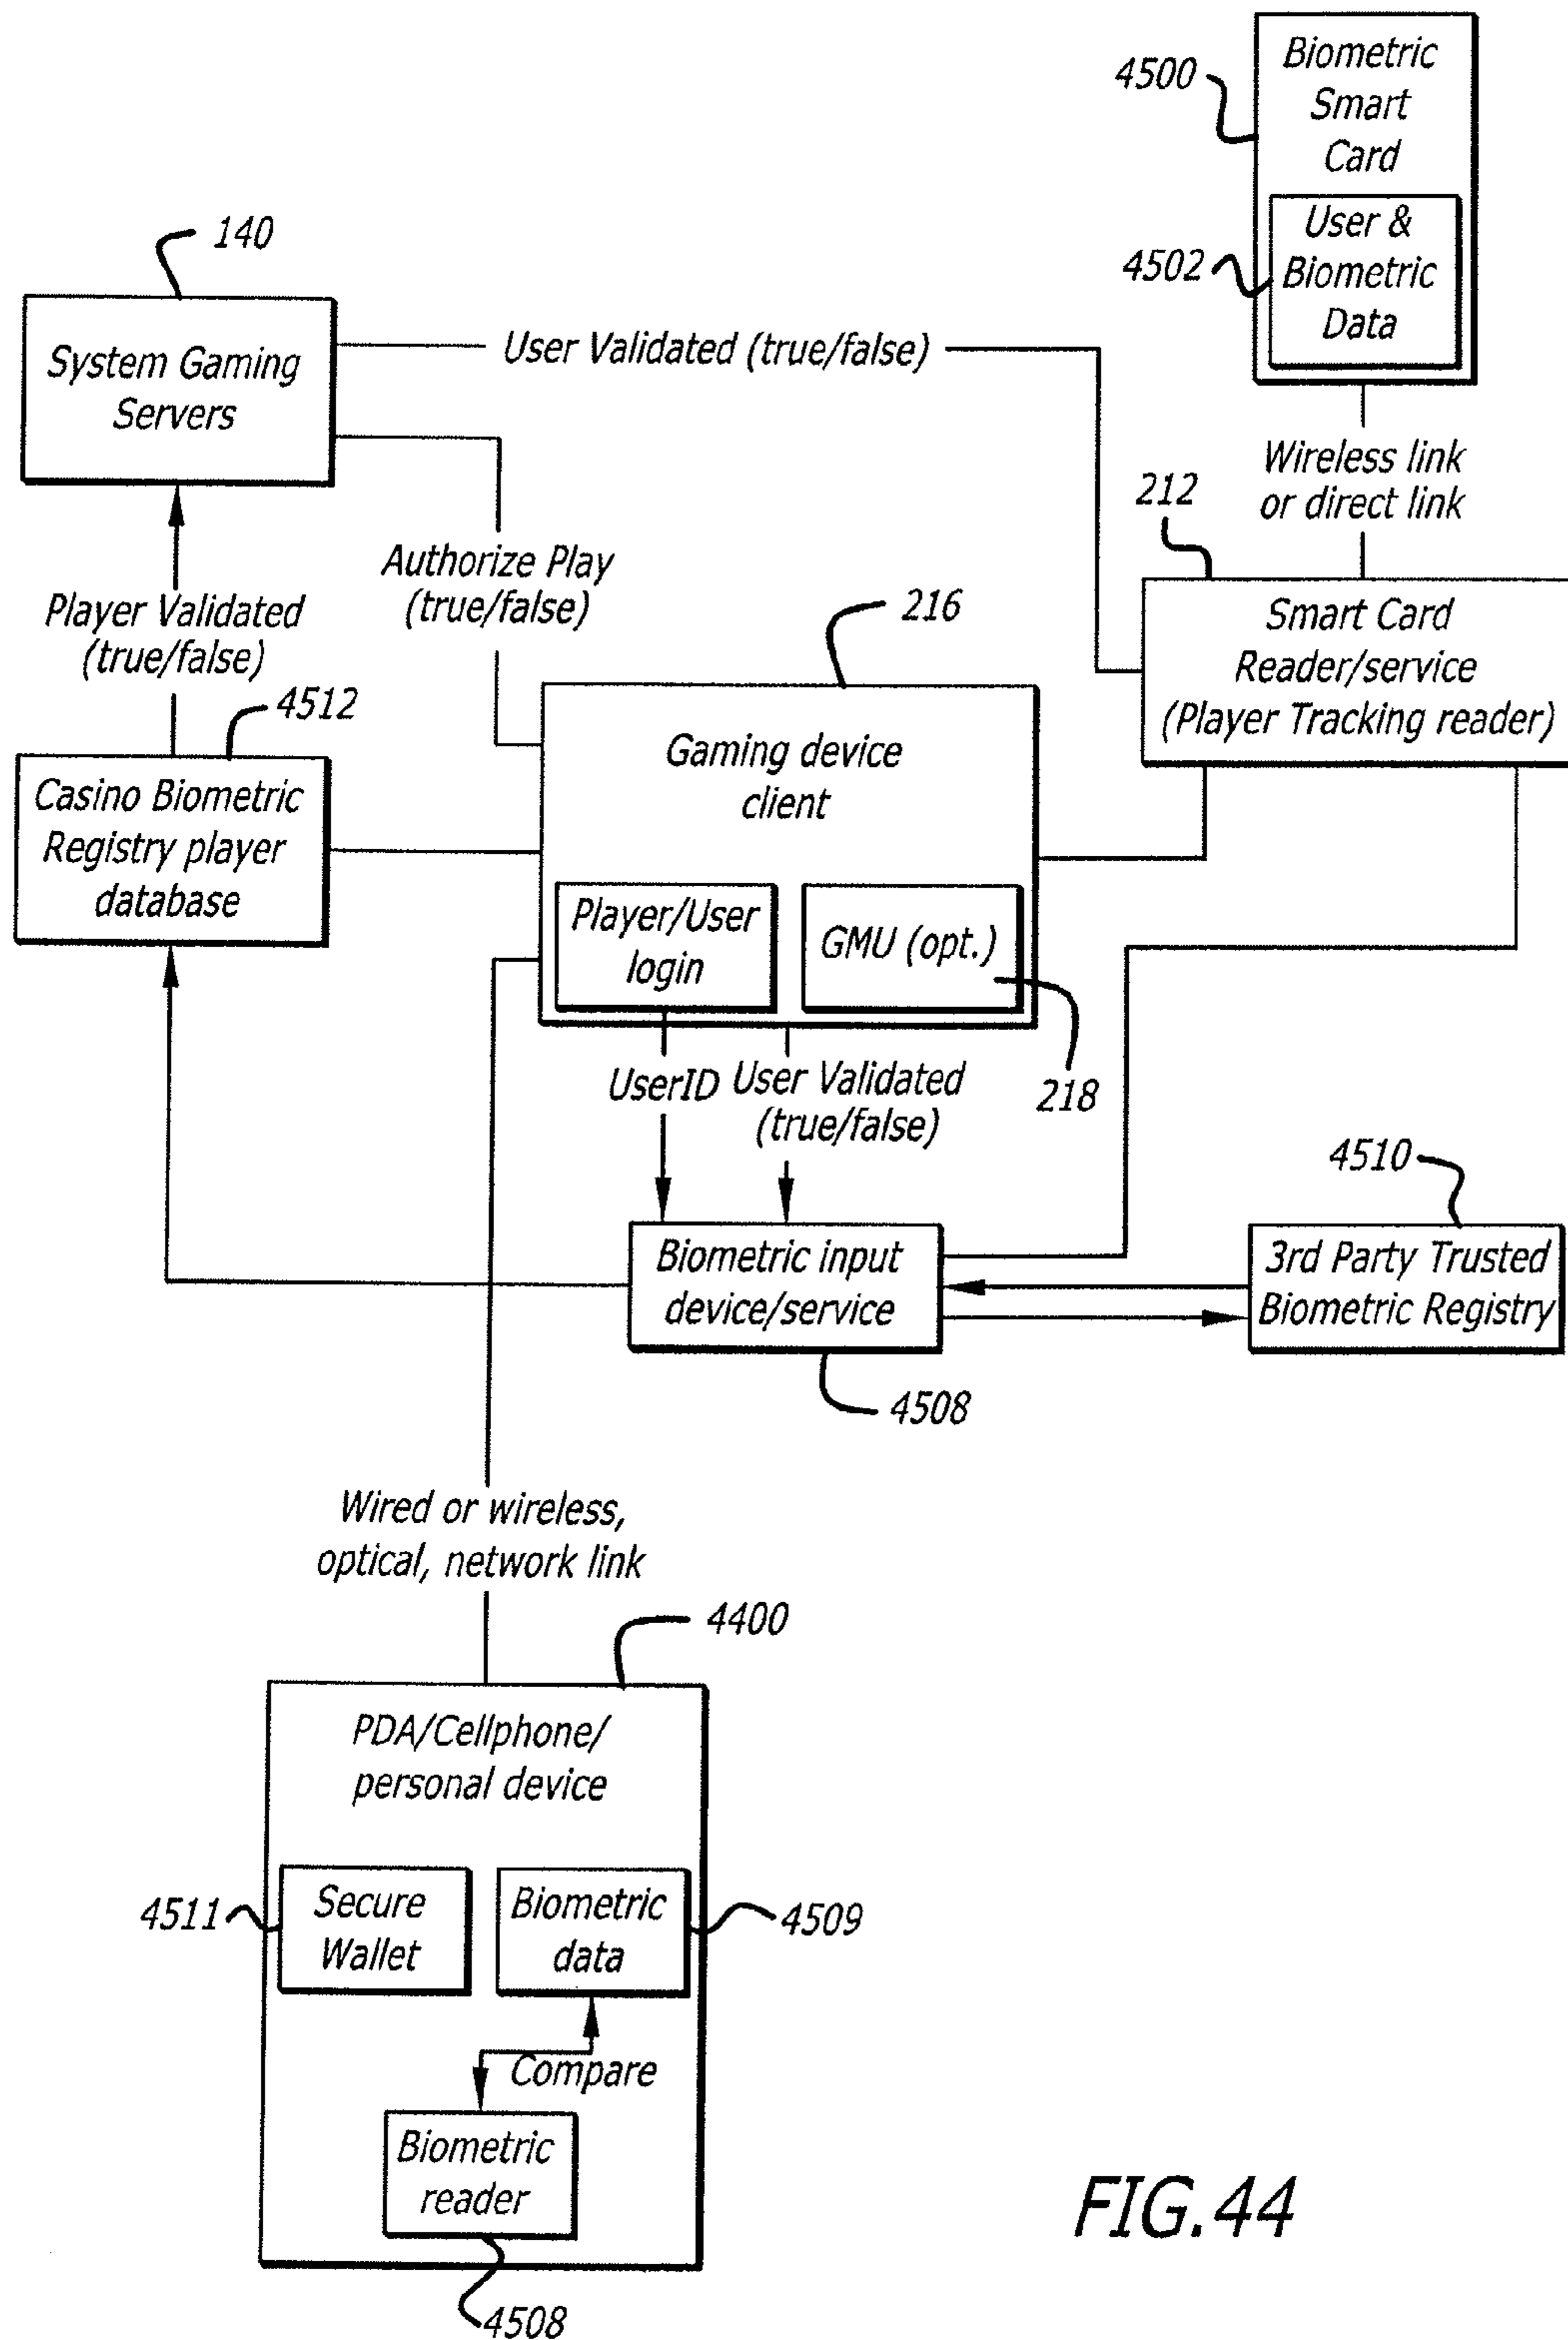 4500
Biometric
Smart
Card
4502
User &
Biometric
Data
140
System Gaming
Servers
User Validated (true/false)
Wireless link
or direct link
212
Smart Card
Reader/service
(Player Tracking reader)
Authorize Play
(true/false)
Player Validated
(true/false)
216
4512
Casino Biometric
Registry player
database
Gaming device
client
Player/User
login
GMU (opt.)
218
UserID
User Validated
(true/false)
4510
3rd Party Trusted
Biometric Registry
Biometric input
device/service
4508
Wired or wireless,
optical, network link
4400
PDA/Cellphone/
personal device
4511
Secure
Wallet
Biometric
data
4509
Compare
Biometric
reader
4508
FIG.44